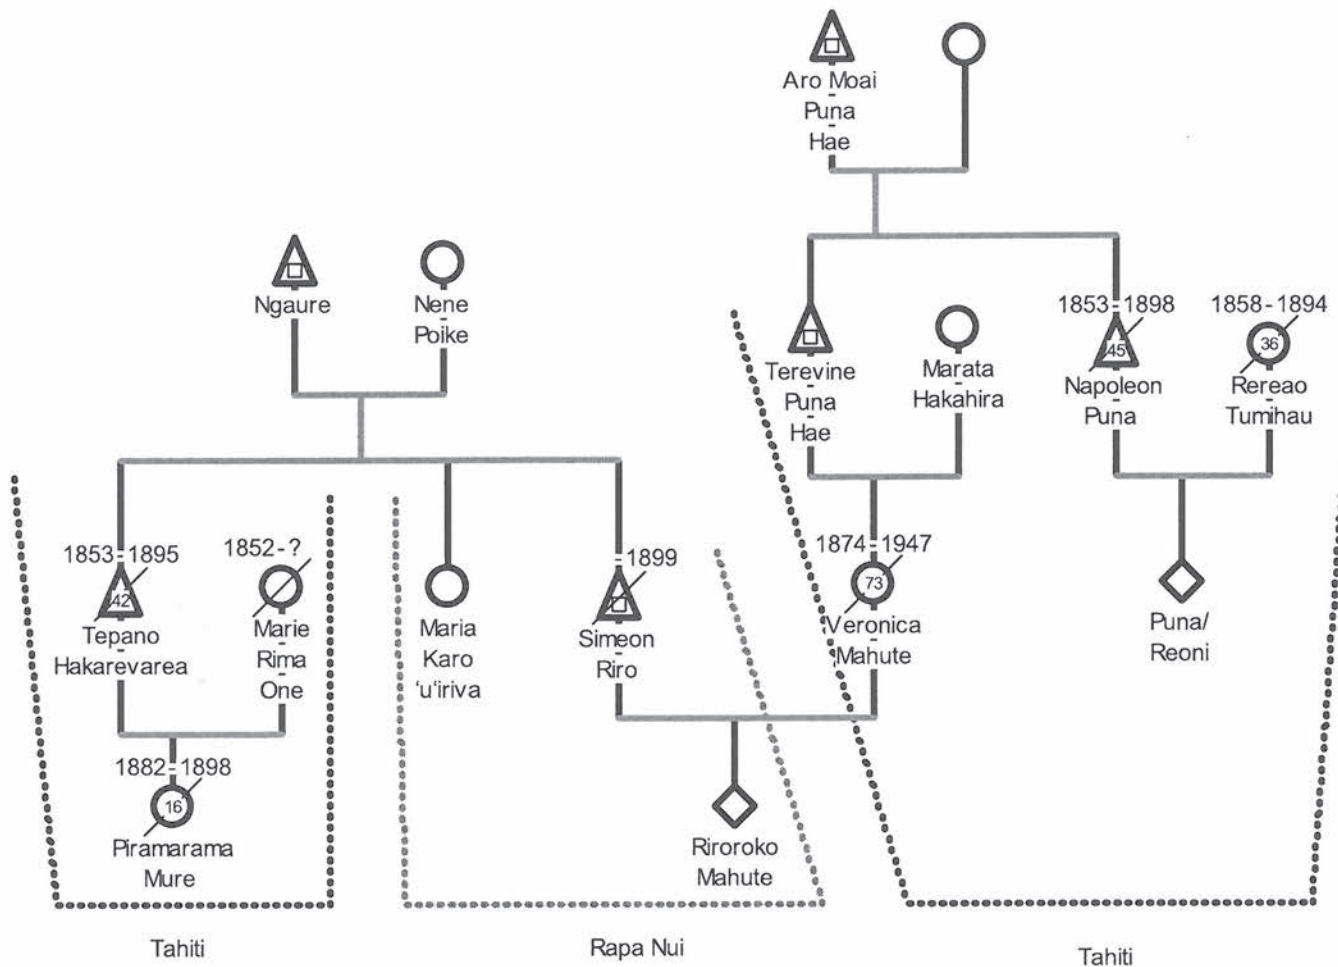 Aro Moai
Puna
Hae
Ngaure
Nene
Poike
1853-1898
1858-1894
45
36
Terevine
Puna
Hae
Marata
Hakahira
Napoleon
Puna
Rereao
Tumihau
1853-1895
1852-?
-1899
1874-1947
42
73
Tepano
Hakarevarea
Marie
Rima
One
Maria
Karo
'u'iriva
Simeon
Riro
Veronica
Mahute
Puna/
Reoni
1882-1898
16
Piramarama
Mure
Riroroko
Mahute
Tahiti
Rapa Nui
Tahiti